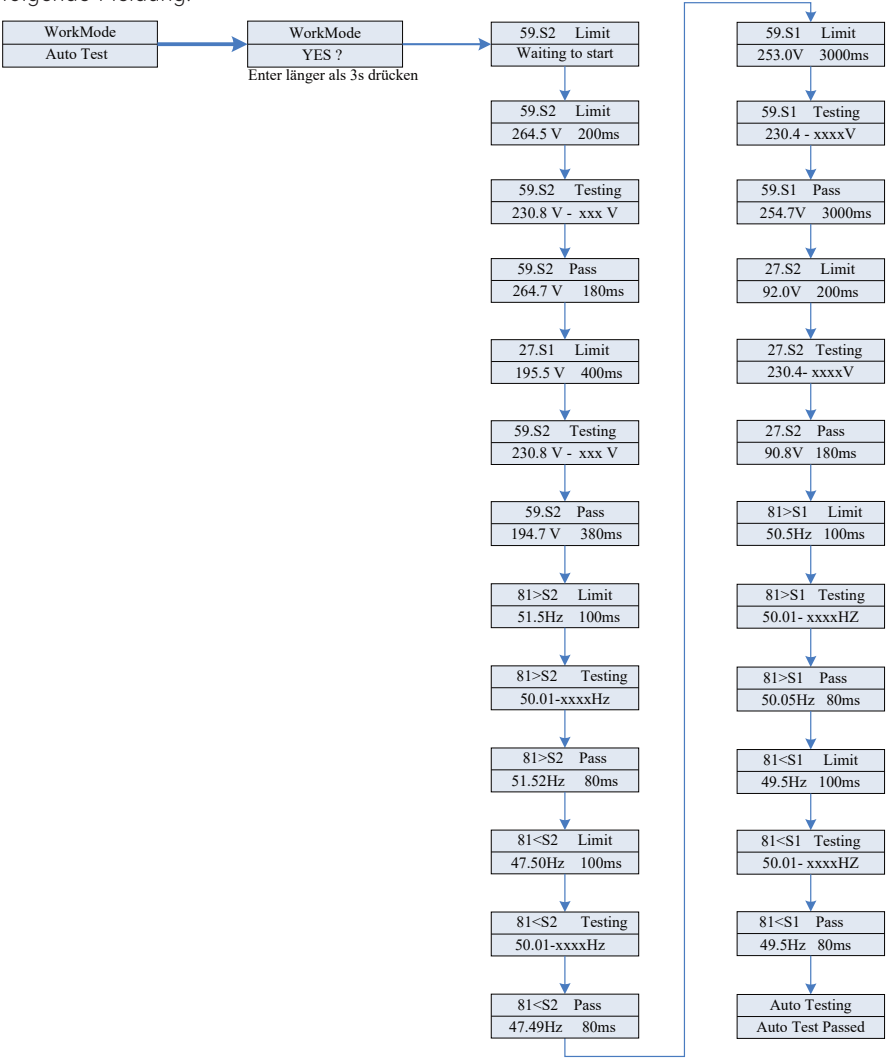 folgende Meldung:
WorkMode
Auto Test
WorkMode
YES ?
Enter länger als 3s drücken
59.S2 Limit
Waiting to start
59.S2 Limit
264.5 V 200ms
59.S2 Testing
230.8 V - xxx V
59.S2 Pass
264.7 V 180ms
27.S1 Limit
195.5 V 400ms
59.S2 Testing
230.8 V - xxx V
59.S2 Pass
194.7 V 380ms
81>S2 Limit
51.5Hz 100ms
81>S2 Testing
50.01-xxxxHz
81>S2 Pass
51.52Hz 80ms
81<S2 Limit
47.50Hz 100ms
81<S2 Testing
50.01-xxxxHz
81<S2 Pass
47.49Hz 80ms
59.S1 Limit
253.0V 3000ms
59.S1 Testing
230.4 - xxxxV
59.S1 Pass
254.7V 3000ms
27.S2 Limit
92.0V 200ms
27.S2 Testing
230.4- xxxxV
27.S2 Pass
90.8V 180ms
81>S1 Limit
50.5Hz 100ms
81>S1 Testing
50.01- xxxxHZ
81>S1 Pass
50.05Hz 80ms
81<S1 Limit
49.5Hz 100ms
81<S1 Testing
50.01- xxxxHZ
81<S1 Pass
49.5Hz 80ms
Auto Testing
Auto Test Passed